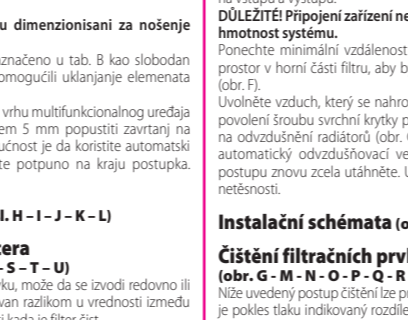 u dimenzionisani za nošenje
značeno u tab. B kao slobodan
omogućili uklanjanje elemenata
vrhu multifunkcionalnog uređaja
em 5 mm popustiti zavrtanj na
ućnost je da koristite automatski
te potpuno na kraju postupka.
l. H – I – J – K – L)
era
- S – T – U)
ku, može da se izvodi redovno ili
van razlikom u vrednosti između
i kada je filter čist.
na vstupu a výstupu.
DŮLEŽITÉ! Připojení zařízení ne
hmotnost systému.
Ponechte minimální vzdálenost
prostor v horní části filtru, aby b
(obr. F).
Uvolněte vzduch, který se nahro
povolení šroubu svrchní krytky p
na odvzdušnění radiátorů (obr. 
automatický odvzdušňovací ve
postupu znovu zcela utáhněte. U
netěsnosti.
Instalační schémata (o
Čištění filtračních prvk
(obr. G - M - N - O - P - Q - R
Níže uvedený postup čištění lze pr
je pokles tlaku indikovaný rozdíle